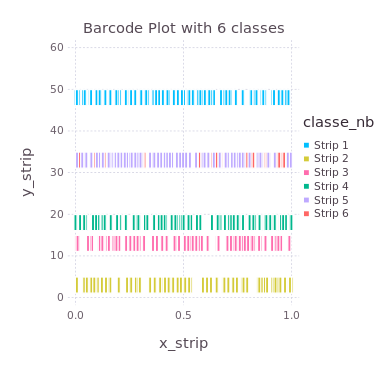 Barcode Plot with 6 classes
60
50
40
30
20
10
0
0.0
0.5
1.0
x_strip
y_strip
classe_nb
Strip 1
Strip 2
Strip 3
Strip 4
Strip 5
Strip 6